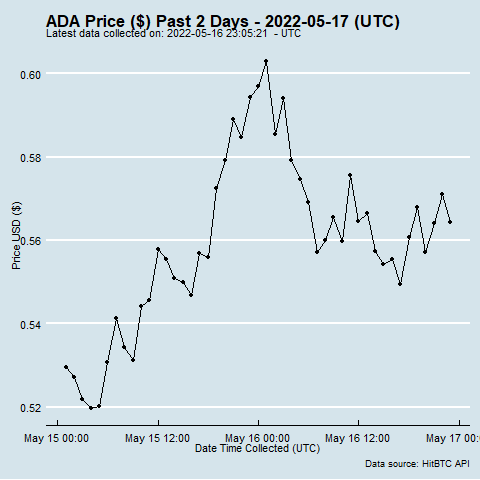 ADA Price ($) Past 2 Days - 2022-05-17 (UTC)
Latest data collected on: 2022-05-16 23:05:21  - UTC
0.60
0.58
0.56
0.54
0.52
Price USD ($)
May 15 00:00 May 15 12:00 May 16 00:00 May 16 12:00 May 17 00:
Date Time Collected (UTC)
Data source: HitBTC API